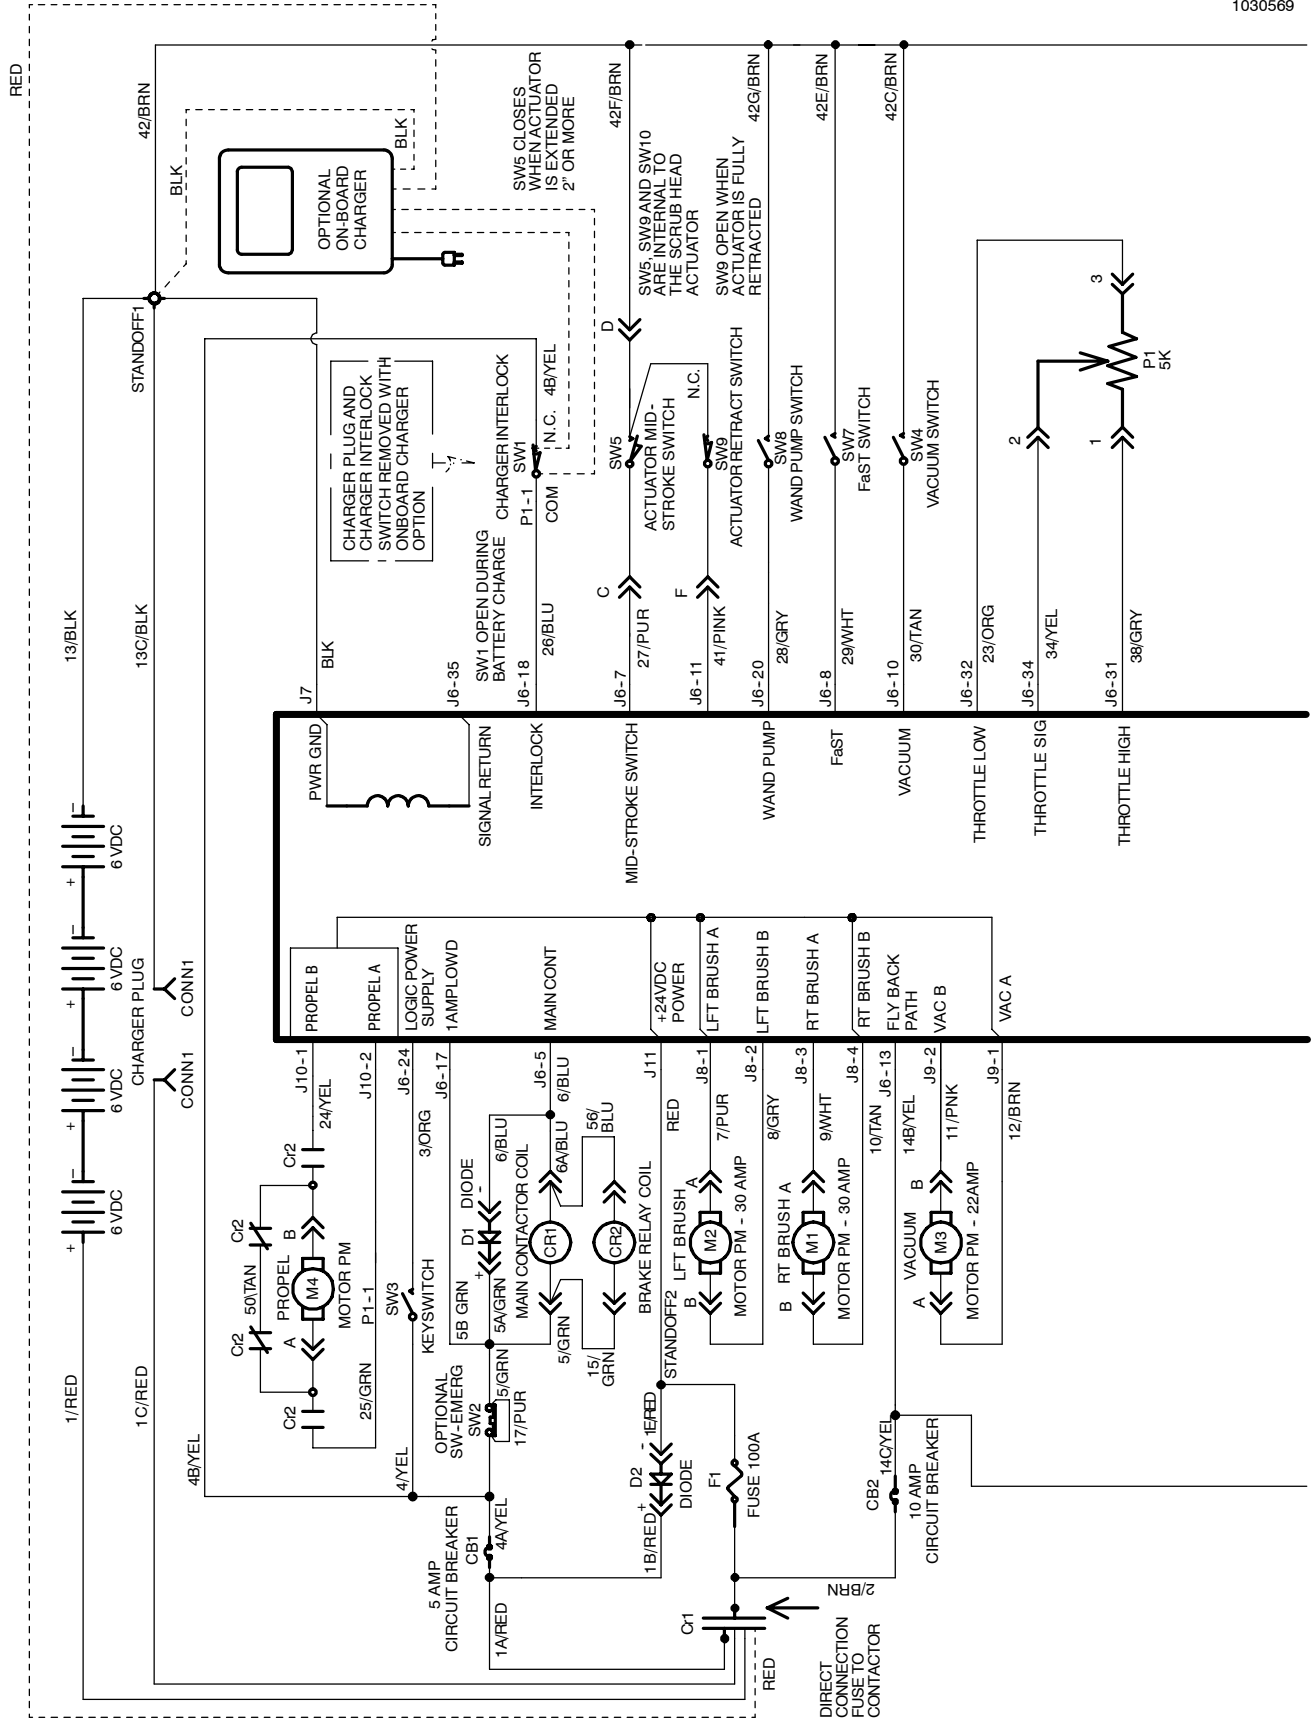 1030569
RED
1/RED
+
-
6 VDC
+
-
6 VDC
+
-
6 VDC
+
-
6 VDC
13/BLK
1C/RED
CONN1
CHARGER PLUG
CONN1
13C/BLK
STANDOFF1
42/BRN
BLK
BLK
OPTIONAL
ON-BOARD
CHARGER
4B/YEL
Cr2
50\TAN
Cr2
Cr2
A
PROPEL
M4
B
MOTOR PM
Cr2
24/YEL
J10-1
PROPEL B
25/GRN
P1-1
J10-2
PROPEL A
4/YEL
SW3
KEYSWITCH
3/ORG
J6-24
LOGIC POWER
SUPPLY
J6-17
1AMPLOWD
5 AMP
CIRCUIT BREAKER
CB1
1A/RED
4A/YEL
OPTIONAL
SW-EMERG
SW2
5/GRN
17/PUR
5B GRN
5A/GRN
+
D1
DIODE
-
6/BLU
MAIN CONTACTOR COIL
CR1
5/GRN
6A/BLU
6/BLU
J6-5
MAIN CONT
15/
GRN
CR2
56/
BLU
BRAKE RELAY COIL
1B/RED
+
D2
DIODE
-
1E/RED
STANDOFF2
RED
J11
+24VDC
POWER
F1
FUSE 100A
B
LFT BRUSH
M2
A
MOTOR PM - 30 AMP
7/PUR
J8-1
LFT BRUSH A
8/GRY
J8-2
LFT BRUSH B
B
RT BRUSH A
M1
MOTOR PM - 30 AMP
9/WHT
J8-3
RT BRUSH A
10/TAN
J8-4
RT BRUSH B
CB2
14C/YEL
10 AMP
CIRCUIT BREAKER
14B/YEL
J6-13
FLY BACK
PATH
A
VACUUM
M3
B
MOTOR PM - 22AMP
11/PNK
J9-2
VAC B
12/BRN
J9-1
VAC A
Cr1
RED
2/BRN
DIRECT
CONNECTION
FUSE TO
CONTACTOR
PWR GND
J7
BLK
SIGNAL RETURN
J6-35
CHARGER PLUG AND
CHARGER INTERLOCK
SWITCH REMOVED WITH
ONBOARD CHARGER
OPTION
SW1 OPEN DURING
BATTERY CHARGE
INTERLOCK
J6-18
26/BLU
P1-1
COM
CHARGER INTERLOCK
SW1
N.C.
4B/YEL
SW5 CLOSES
WHEN ACTUATOR
IS EXTENDED
2" OR MORE
MID-STROKE SWITCH
J6-7
27/PUR
C
SW5
ACTUATOR MID-
STROKE SWITCH
D
42F/BRN
SW5, SW9 AND SW10
ARE INTERNAL TO
THE SCRUB HEAD
ACTUATOR
J6-11
41/PINK
F
SW9
N.C.
ACTUATOR RETRACT SWITCH
SW9 OPEN WHEN
ACTUATOR IS FULLY
RETRACTED
WAND PUMP
J6-20
28/GRY
SW8
WAND PUMP SWITCH
42G/BRN
FaST
J6-8
29/WHT
SW7
FaST SWITCH
42E/BRN
VACUUM
J6-10
30/TAN
SW4
VACUUM SWITCH
42C/BRN
THROTTLE LOW
J6-32
23/ORG
THROTTLE SIG
J6-34
34/YEL
2
THROTTLE HIGH
J6-31
38/GRY
1
P1
5K
3